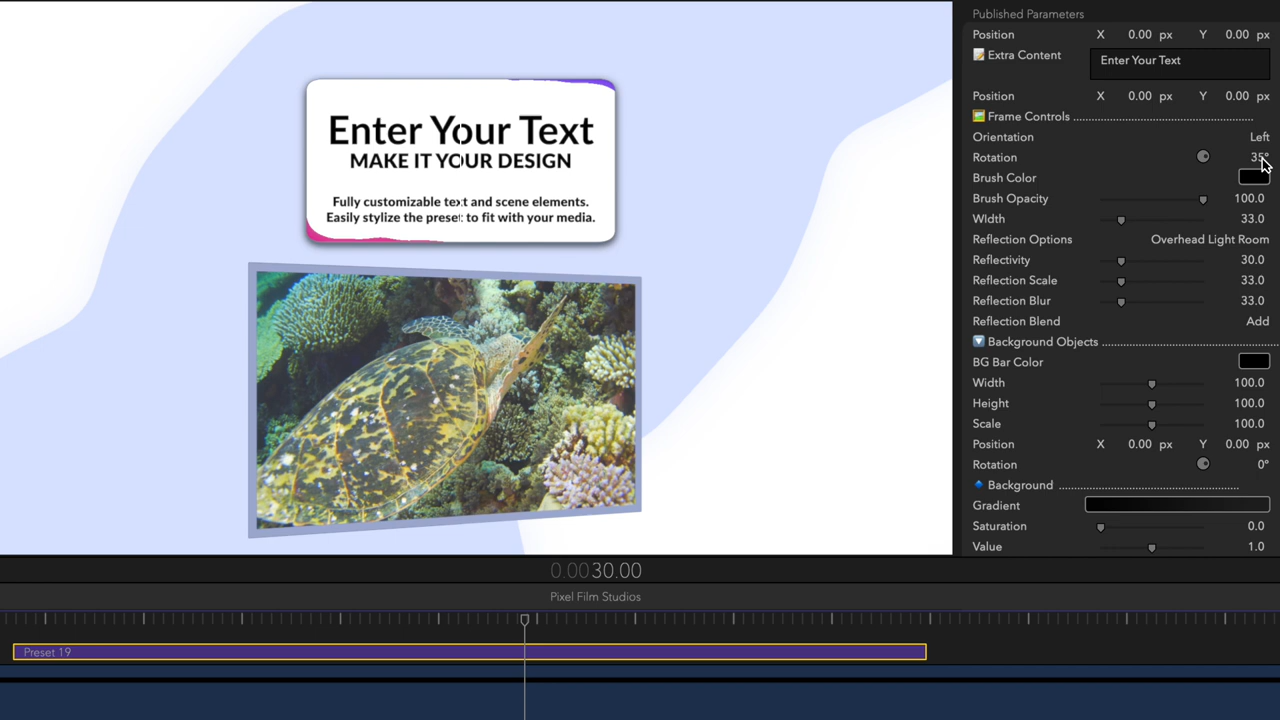 Enter Your Text
MAKE IT YOUR DESIGN
Fully customizable text and scene elements.
Easily stylize the preset to fit with your media.
Published Parameters
Position X 0.00 px Y 0.00 px
Extra Content Enter Your Text
Position X 0.00 px Y 0.00 px
Frame Controls
Orientation Left
Rotation 35°
Brush Color
Brush Opacity 100.0
WIdth 33.0
Reflection Options Overhead Light Room
Reflectivity 30.0
Reflection Scale 33.0
Reflection Blur 33.0
Reflection Blend Add
Background Objects
BG Bar Color
Width 100.0
Height 100.0
Scale 100.0
Position X 0.00 px Y 0.00 px
Rotation 0°
Background
Gradient
Saturation 0.0
Value 1.0
0.0030.00
Pixel Film Studios
Preset 19